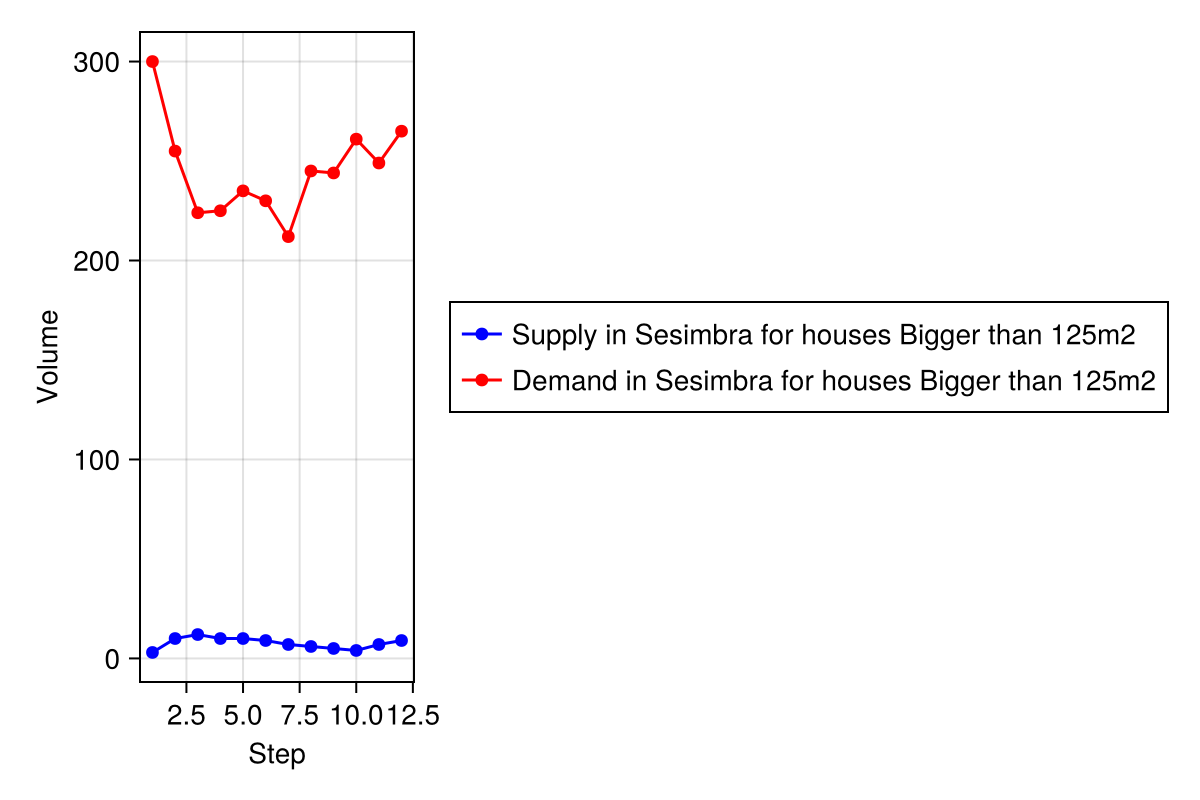 300
200
100
0
Volume
2.5 5.0 7.5 10.0 12.5
Step
Supply in Sesimbra for houses Bigger than 125m2
Demand in Sesimbra for houses Bigger than 125m2